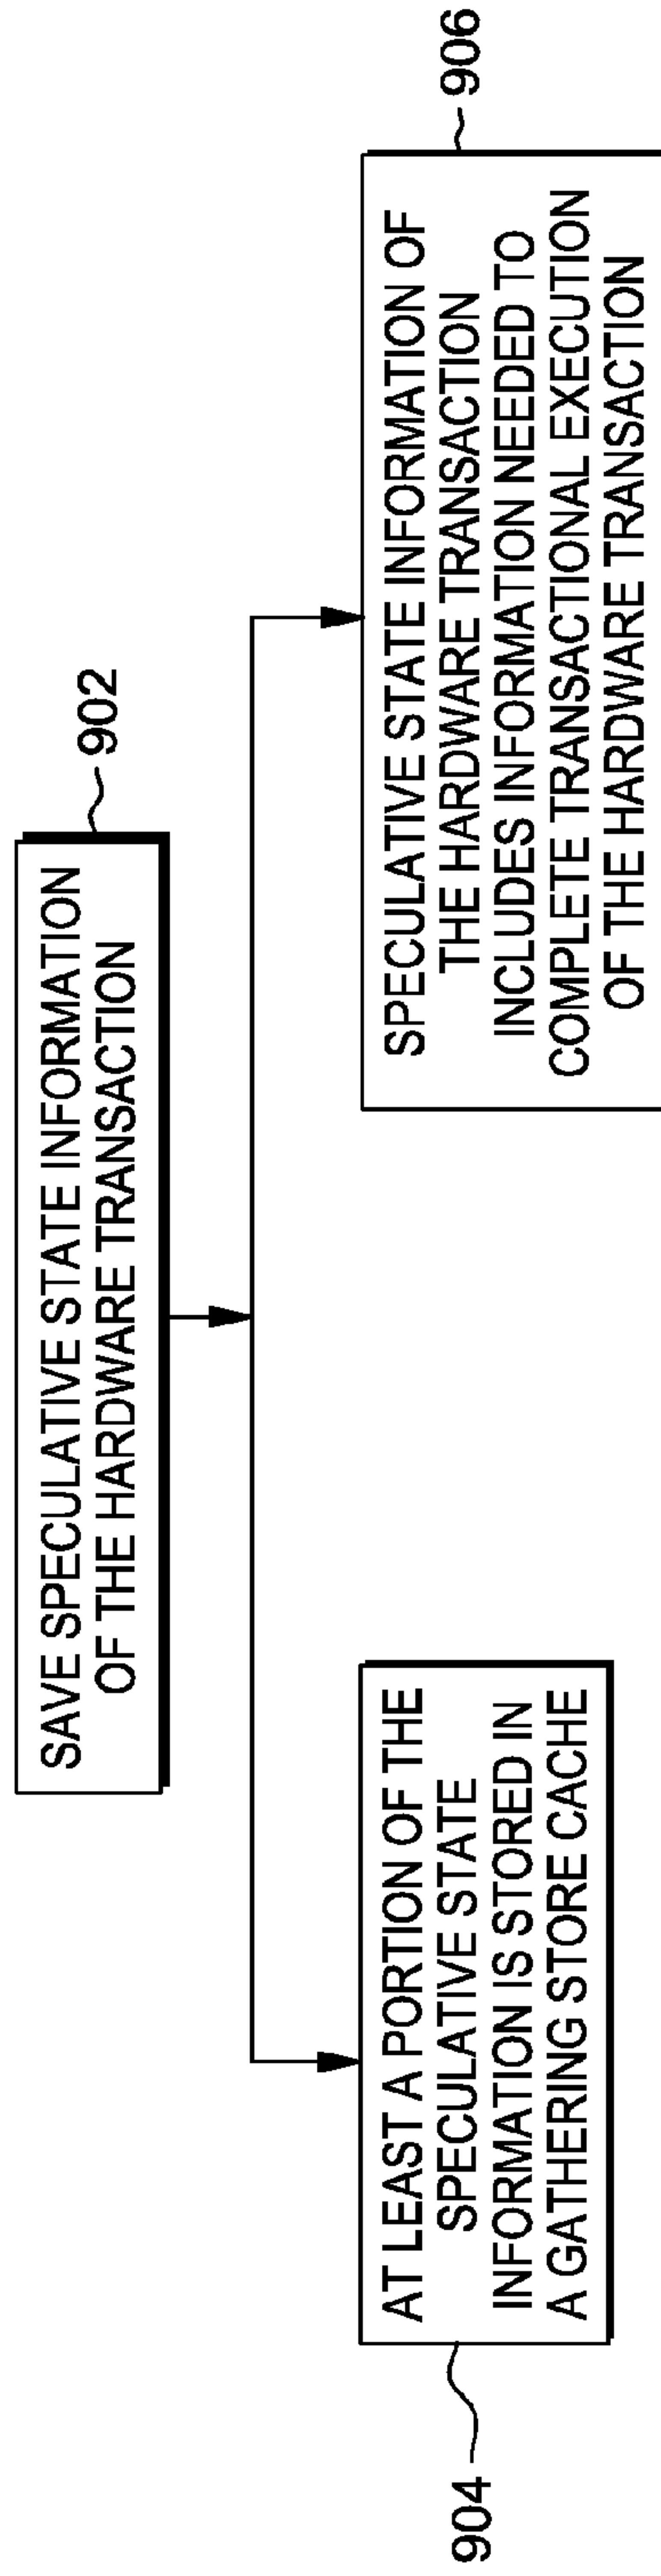 SAVE SPECULATIVE STATE INFORMATION
OF THE HARDWARE TRANSACTION
902
AT LEAST A PORTION OF THE
SPECULATIVE STATE
INFORMATION IS STORED IN
A GATHERING STORE CACHE
904
SPECULATIVE STATE INFORMATION OF
THE HARDWARE TRANSACTION
INCLUDES INFORMATION NEEDED TO
COMPLETE TRANSACTIONAL EXECUTION
OF THE HARDWARE TRANSACTION
906